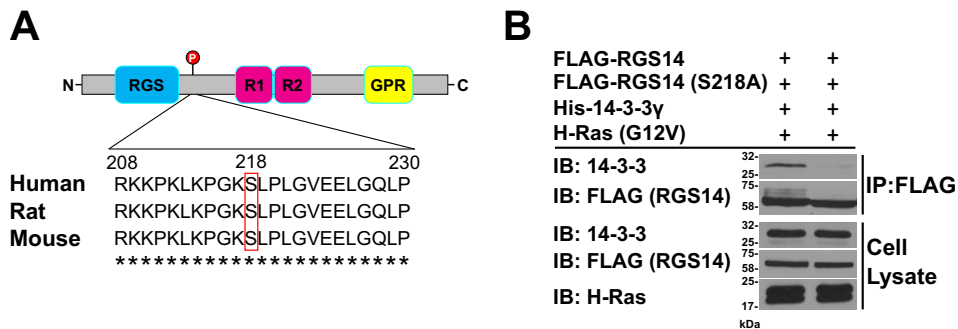 A
P
N
RGS
R1
R2
GPR
C
208
218
230
Human
RKKPKLKPGKSLPLGVEELGQLP
Rat
RKKPKLKPGKSLPLGVEELGQLP
Mouse
RKKPKLKPGKSLPLGVEELGQLP
***********************
B
FLAG-RGS14 + +
FLAG-RGS14 (S218A) + +
His-14-3-3γ + +
H-Ras (G12V) + +
IB: 14-3-3
32-
25-
IB: FLAG (RGS14)
75-
58-
IP:FLAG
IB: 14-3-3
32-
25-
IB: FLAG (RGS14)
75-
58-
IB: H-Ras
25-
17-
Cell
Lysate
kDa